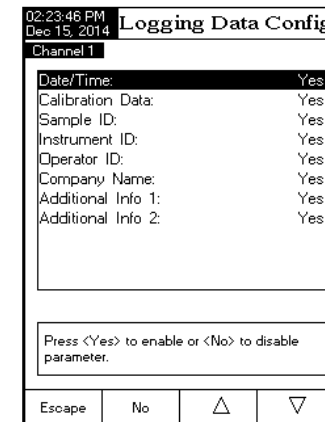 02:23:46 PM
Dec 15, 2014
Logging Data Config
Channel 1
Date/Time: Yes
Calibration Data: Yes
Sample ID: Yes
Instrument ID: Yes
Operator ID: Yes
Company Name: Yes
Additional Info 1: Yes
Additional Info 2: Yes
Press <Yes> to enable or <No> to disable
parameter.
Escape No △ ▽